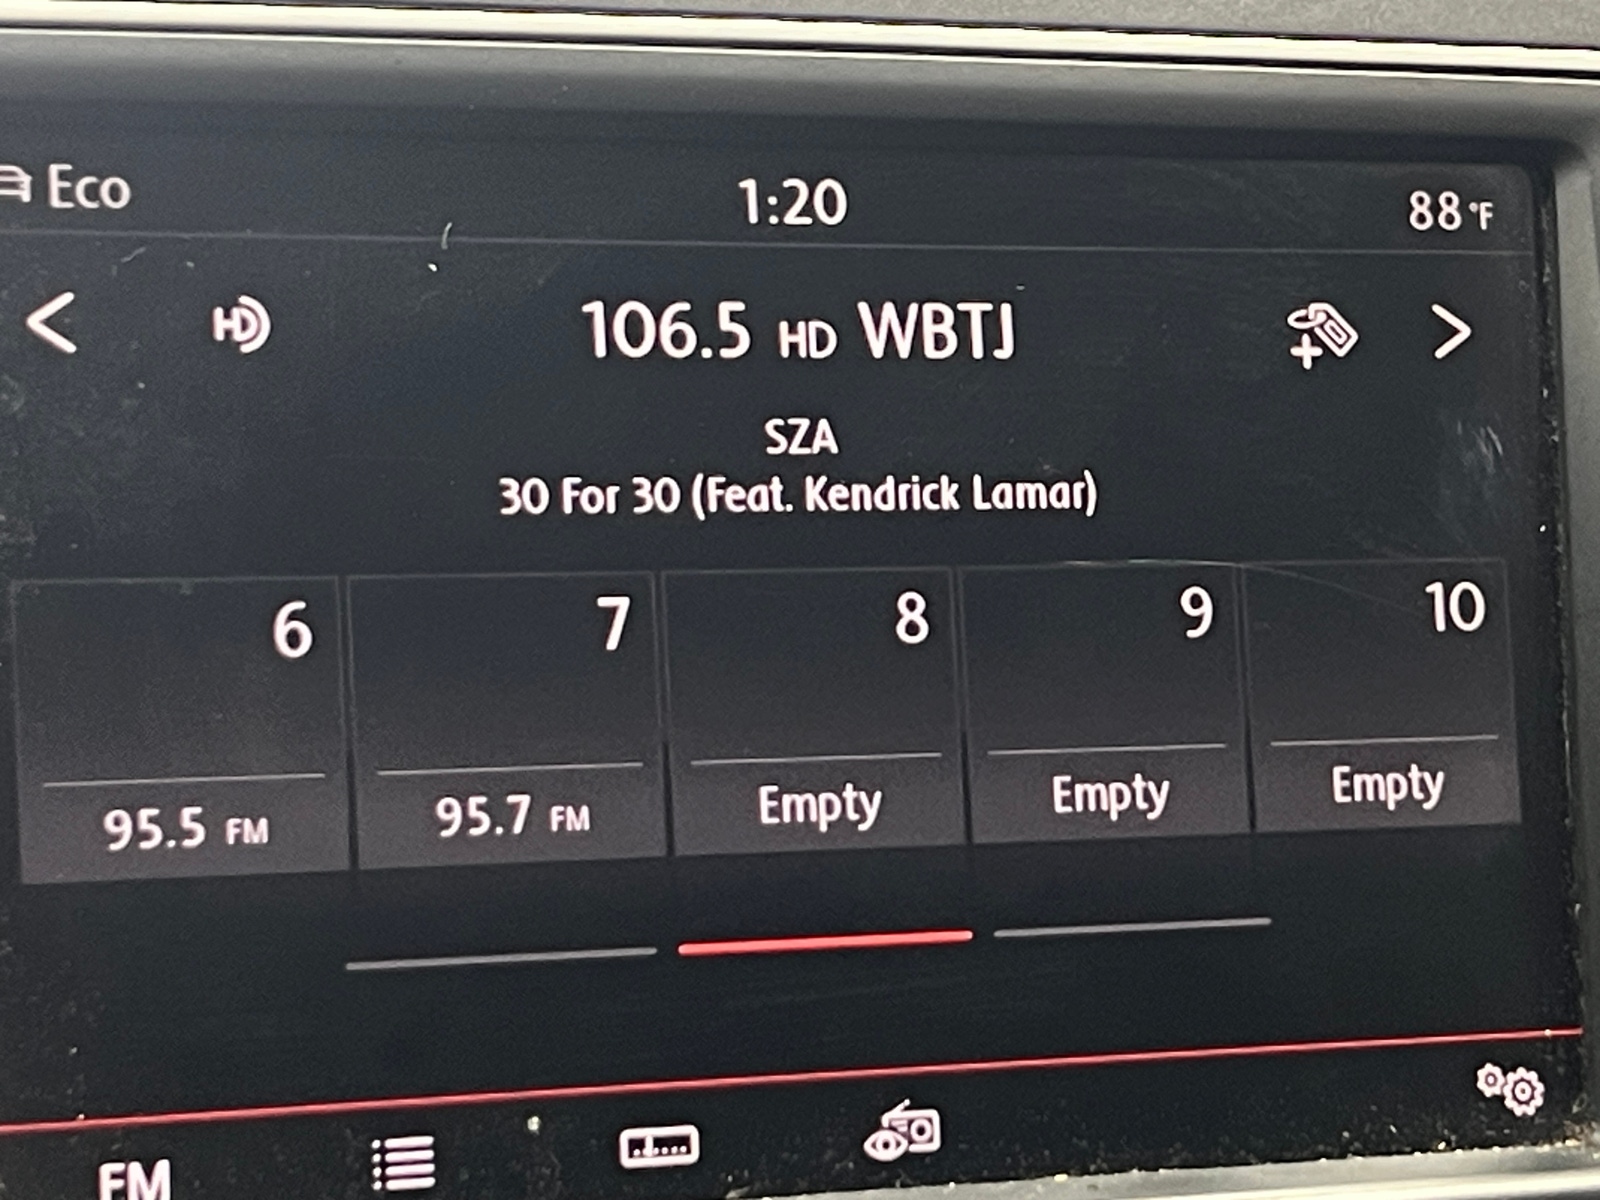 Eco 1:20 88°F
HD 106.5 HD WBTJ
SZA
30 For 30 (Feat. Kendrick Lamar)
6 7 8 9 10
95.5 FM 95.7 FM Empty Empty Empty
FM